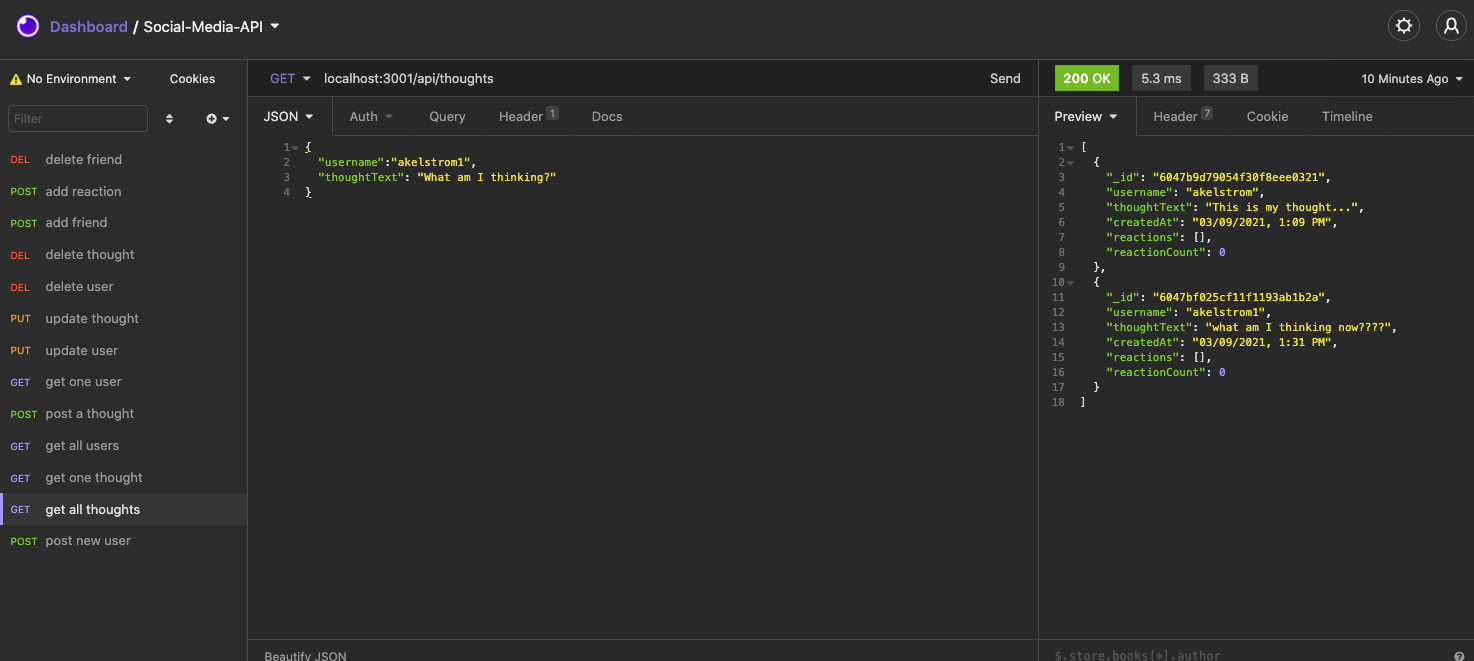 Dashboard / Social-Media-API
No Environment
Cookies
Filter
DEL delete friend
POST add reaction
POST add friend
DEL delete thought
DEL delete user
PUT update thought
PUT update user
GET get one user
POST post a thought
GET get all users
GET get one thought
GET get all thoughts
POST post new user
GET localhost:3001/api/thoughts Send
JSON Auth Query Header 1 Docs
1 {
2 "username":"akelstrom1",
3 "thoughtText": "What am I thinking?"
4 }
Beautify JSON
200 OK 5.3 ms 333 B 10 Minutes Ago
Preview Header 7 Cookie Timeline
1 [
2 {
3 "_id": "6047b9d79054f30f8eee0321",
4 "username": "akelstrom",
5 "thoughtText": "This is my thought...",
6 "createdAt": "03/09/2021, 1:09 PM",
7 "reactions": [],
8 "reactionCount": 0
9 },
10 {
11 "_id": "6047bf025cf11f1193ab1b2a",
12 "username": "akelstrom1",
13 "thoughtText": "what am I thinking now????",
14 "createdAt": "03/09/2021, 1:31 PM",
15 "reactions": [],
16 "reactionCount": 0
17 }
18 ]
$.store.books[*].author